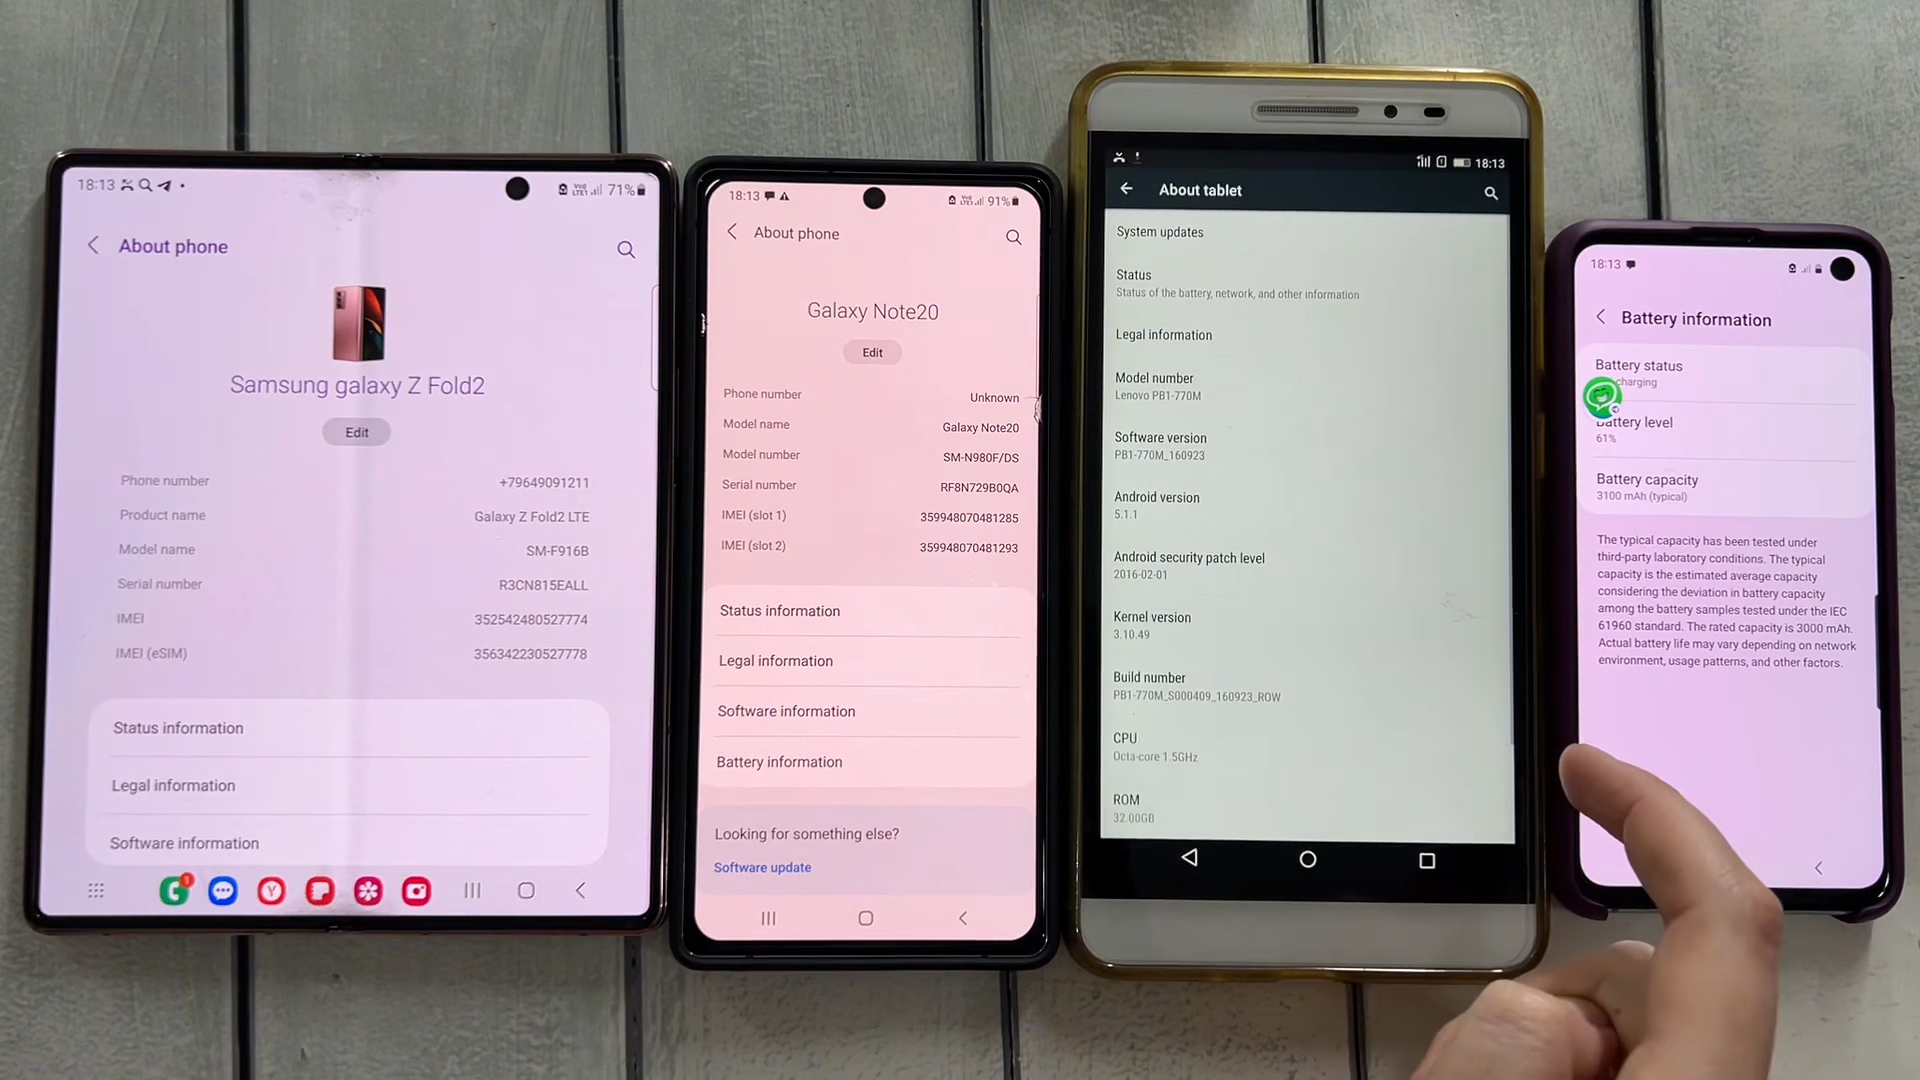 18:13
71%
About phone
Samsung galaxy Z Fold2
Edit
Phone number +79649091211
Product name Galaxy Z Fold2 LTE
Model name SM-F916B
Serial number R3CN815EALL
IMEI 352542480527774
IMEI (eSIM) 356342230527778
Status information
Legal information
Software information
1
18:13
91%
About phone
Galaxy Note20
Edit
Phone number Unknown
Model name Galaxy Note20
Model number SM-N980F/DS
Serial number RF8N729B0QA
IMEI (slot 1) 359948070481285
IMEI (slot 2) 359948070481293
Status information
Legal information
Software information
Battery information
Looking for something else?
Software update
18:13
About tablet
System updates
Status
Status of the battery, network, and other information
Legal information
Model number
Lenovo PB1-770M
Software version
PB1-770M_160923
Android version
5.1.1
Android security patch level
2016-02-01
Kernel version
3.10.49
Build number
PB1-770M_S000409_160923_ROW
CPU
Octa-core 1.5GHz
ROM
32.00GB
18:13
Battery information
Battery status
charging
Battery level
61%
Battery capacity
3100 mAh (typical)
The typical capacity has been tested under
third-party laboratory conditions. The typical
capacity is the estimated average capacity
considering the deviation in battery capacity
among the battery samples tested under the IEC
61960 standard. The rated capacity is 3000 mAh.
Actual battery life may vary depending on network
environment, usage patterns, and other factors.